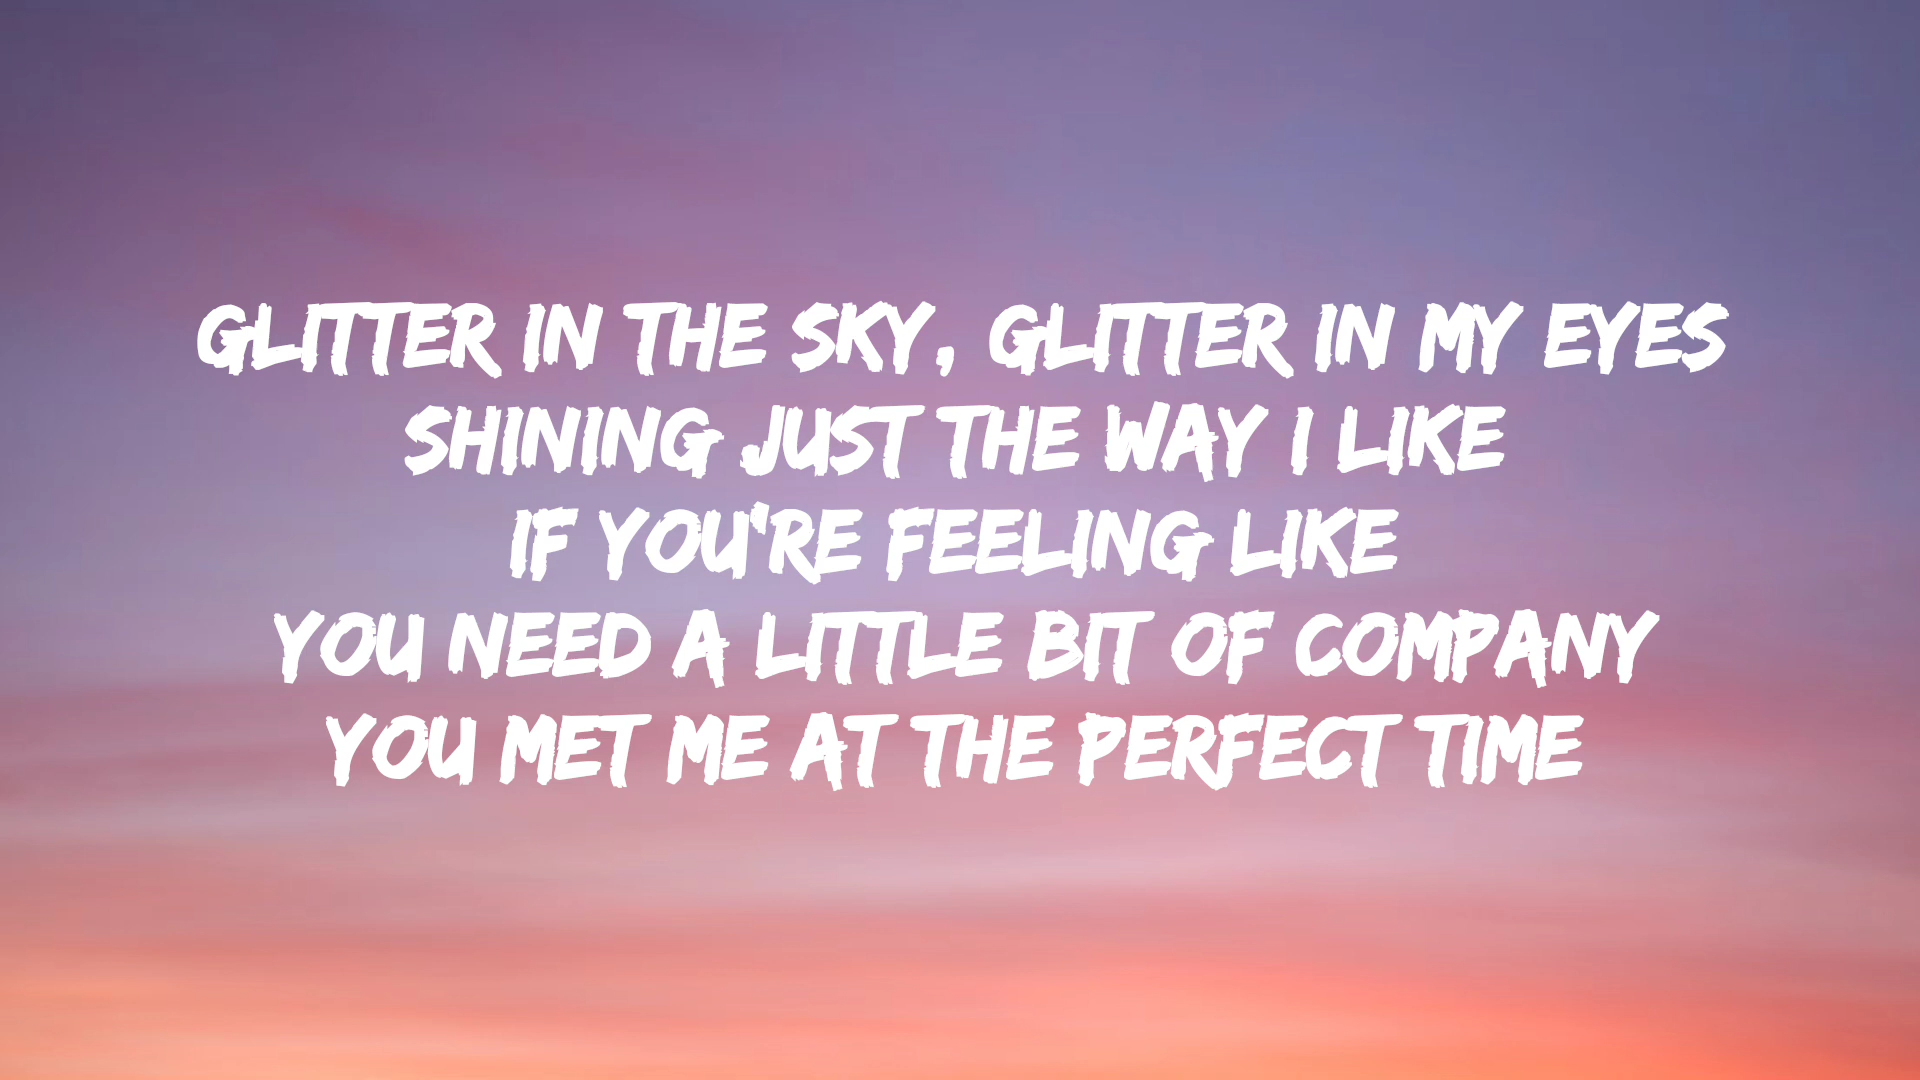 GLITTER IN THE SKY, GLITTER IN MY EYES
SHINING JUST THE WAY I LIKE
IF YOU'RE FEELING LIKE
YOU NEED A LITTLE BIT OF COMPANY
YOU MET ME AT THE PERFECT TIME